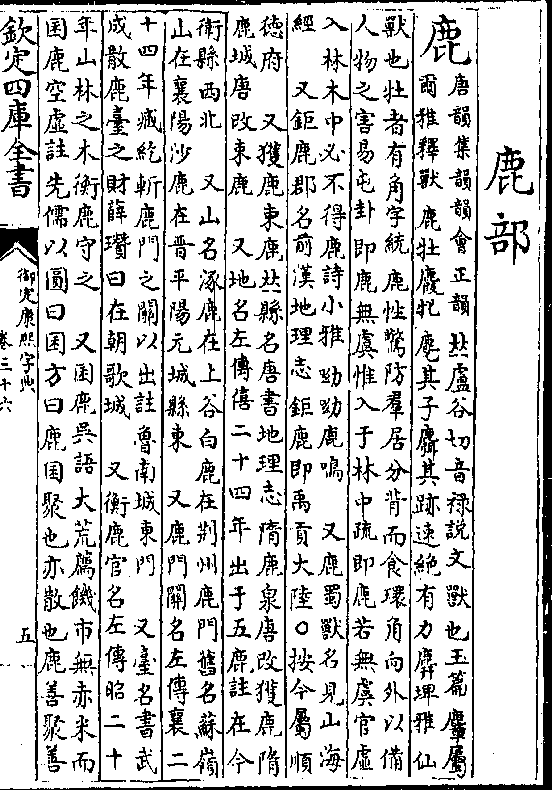 鹿部
鹿
唐韻集韻韻會正韻𠀤盧谷切音祿說文獸也玉篇麞屬
爾雅釋獸 鹿牡麚牝麀其子麛其跡速絕有力麉埤雅仙
獸也牡者有角字統鹿性驚防羣居分背而食環角向外以備
人物之害易屯卦即鹿無虞惟入于林中疏即鹿若無虞官虛
入林木中必不得鹿詩小雅呦呦鹿鳴 又鹿蜀獸名見山海
經 又鉅鹿郡名前漢地理志鉅鹿即禹貢大陸○按今屬順
德府 又獲鹿束鹿𠀤縣名唐書地理志隋鹿泉唐改獲鹿隋
鹿城唐改束鹿 又地名左傳僖二十四年出于五鹿註在今
衛縣西北 又山名涿鹿在上谷白鹿在荆州鹿門舊名蘇嶺
山在襄陽沙鹿在晋平陽元城縣東 又鹿門關名左傳襄二
十四年臧紇斬鹿門之關以出註魯南城東門 又臺名書武
成散鹿臺之財薛瓚曰在朝歌城 又衡鹿官名左傳昭二十
年山林之木衡鹿守之 又囷鹿吳語大荒薦饑市無赤米而
囷鹿空虛註先儒以圓曰囷方曰鹿囷聚也亦散也鹿善聚善
欽定四庫全書
御定康熙字典
卷三十六
五